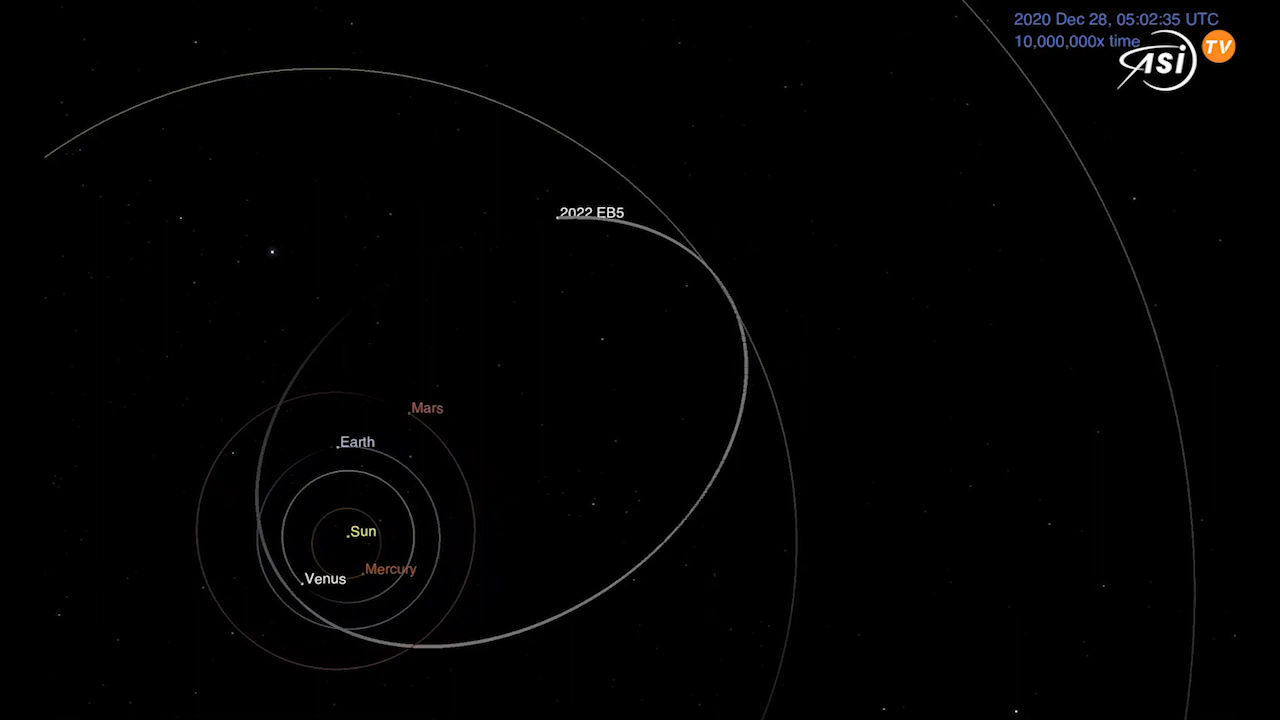 2020 Dec 28, 05:02:35 UTC
10,000,000x time
asi TV
2022 EB5
Mars
Earth
Sun
Mercury
Venus